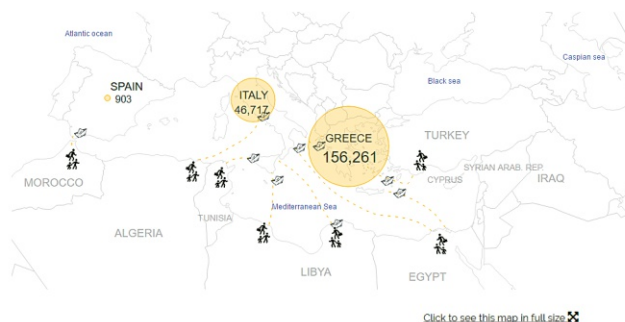 Atlantic ocean
Caspian sea
Black sea
SPAIN
903
ITALY
46,717
GREECE
156,261
TURKEY
SYRIAN ARAB. REP.
CYPRUS
IRAQ
MOROCCO
ALGERIA
TUNISIA
Mediterranean Sea
LIBYA
EGYPT
Click to see this map in full size